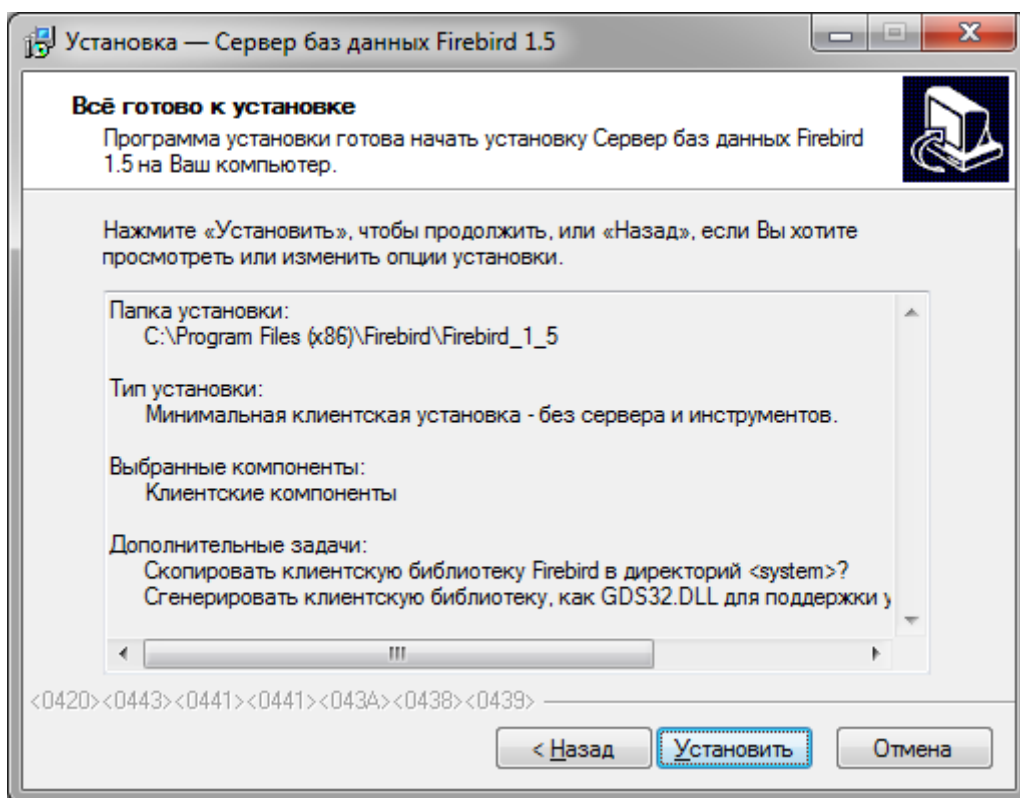 Установка — Сервер баз данных Firebird 1.5
Всё готово к установке
Программа установки готова начать установку Сервер баз данных Firebird
1.5 на Ваш компьютер.
Нажмите «Установить», чтобы продолжить, или «Назад», если Вы хотите
просмотреть или изменить опции установки.
Папка установки:
C:\Program Files (x86)\Firebird\Firebird_1_5
Тип установки:
Минимальная клиентская установка - без сервера и инструментов.
Выбранные компоненты:
Клиентские компоненты
Дополнительные задачи:
Скопировать клиентскую библиотеку Firebird в директорий <system>?
Сгенерировать клиентскую библиотеку, как GDS32.DLL для поддержки у
<0420><0443><0441><0441><043A><0438><0439>
< Назад Установить Отмена